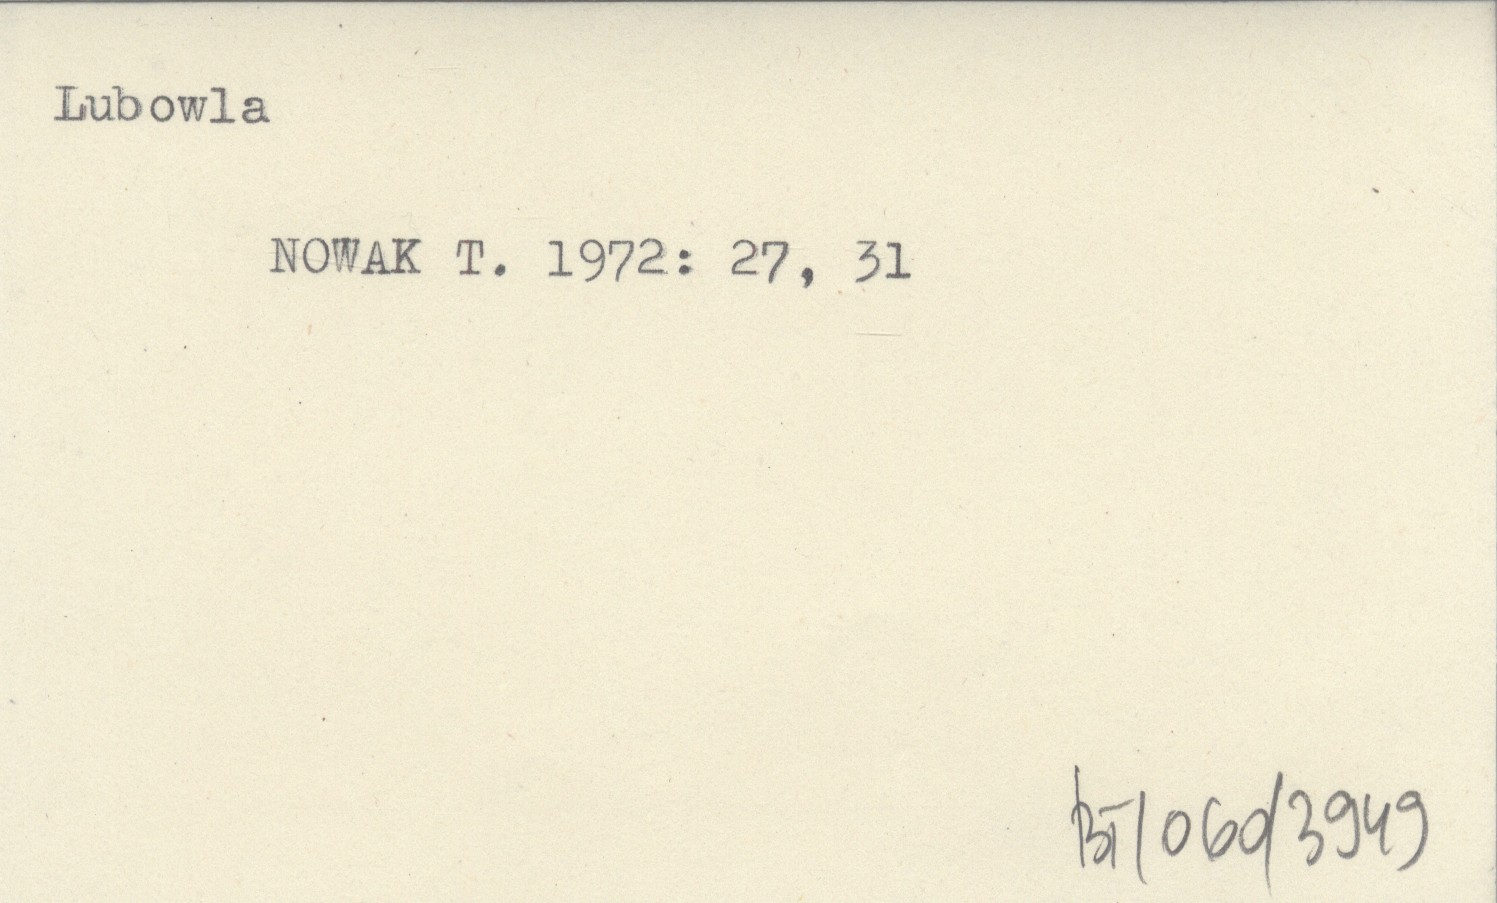 Lubowla
NOWAK T. 1972: 27, 31
BT/060/3949